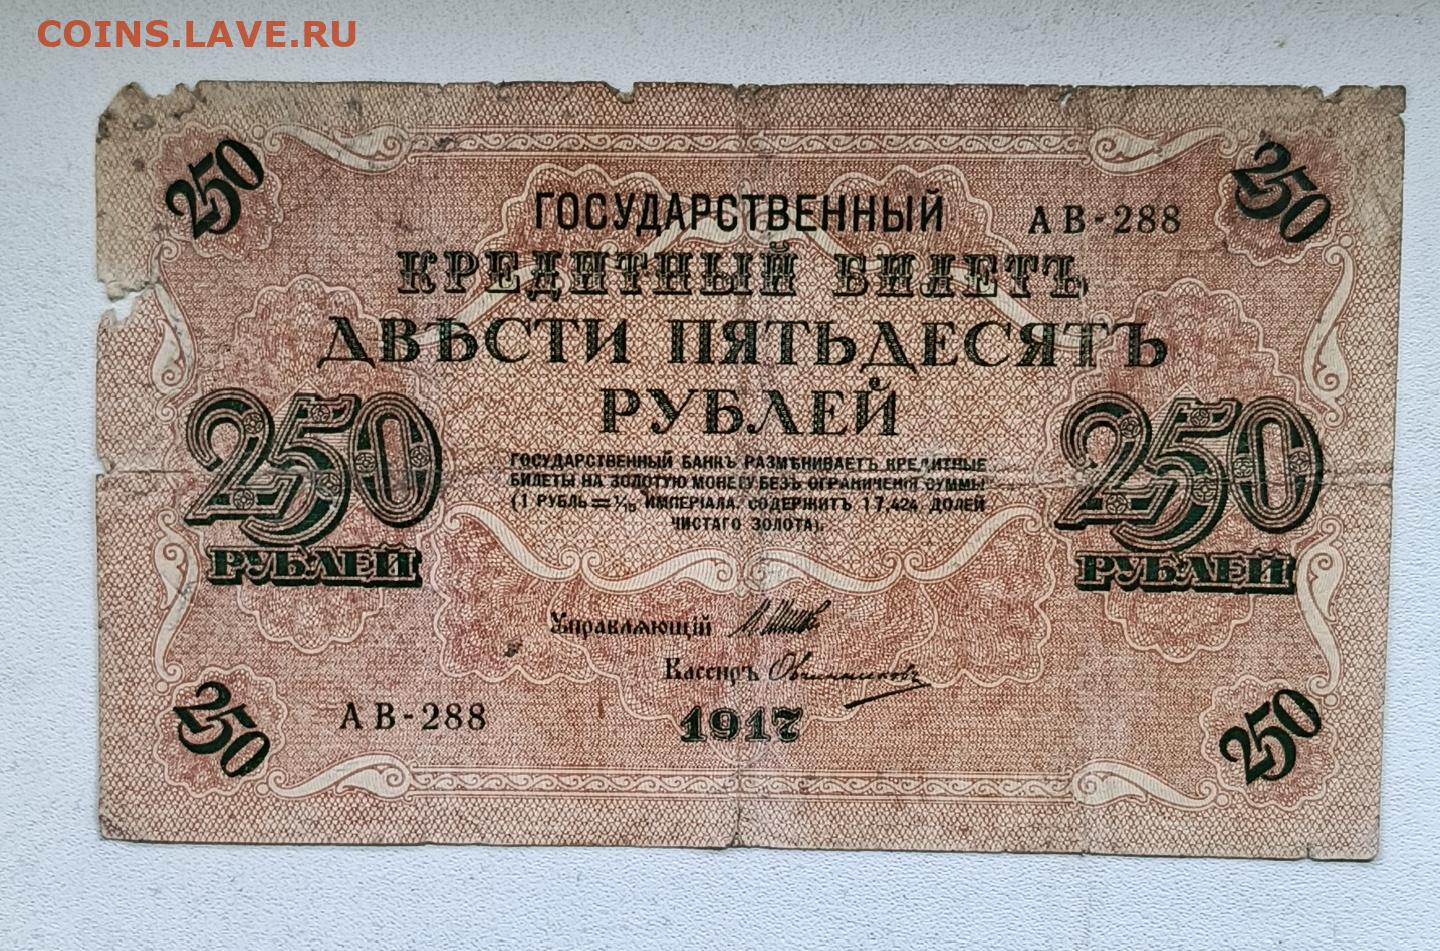 COINS.LAVE.RU
250
250
ГОСУДАРСТВЕННЫЙ
АВ-288
КРЕДИТНЫЙ БИЛЕТЪ
ДВѢСТИ ПЯТЬДЕСЯТЪ
РУБЛЕЙ
250
250
ГОСУДАРСТВЕННЫЙ БАНКЪ РАЗМѢНИВАЕТЪ КРЕДИТНЫЕ
БИЛЕТЫ НА ЗОЛОТУЮ МОНЕТУ БЕЗЪ ОГРАНИЧЕНІЯ СУММЫ
(1 РУБЛЬ=1/15 ИМПЕРІАЛА, СОДЕРЖИТЪ 17,424 ДОЛЕЙ
ЧИСТАГО ЗОЛОТА).
РУБЛЕЙ
РУБЛЕЙ
Управляющій
Кассиръ Овчинниковъ
АВ-288
1917
250
250